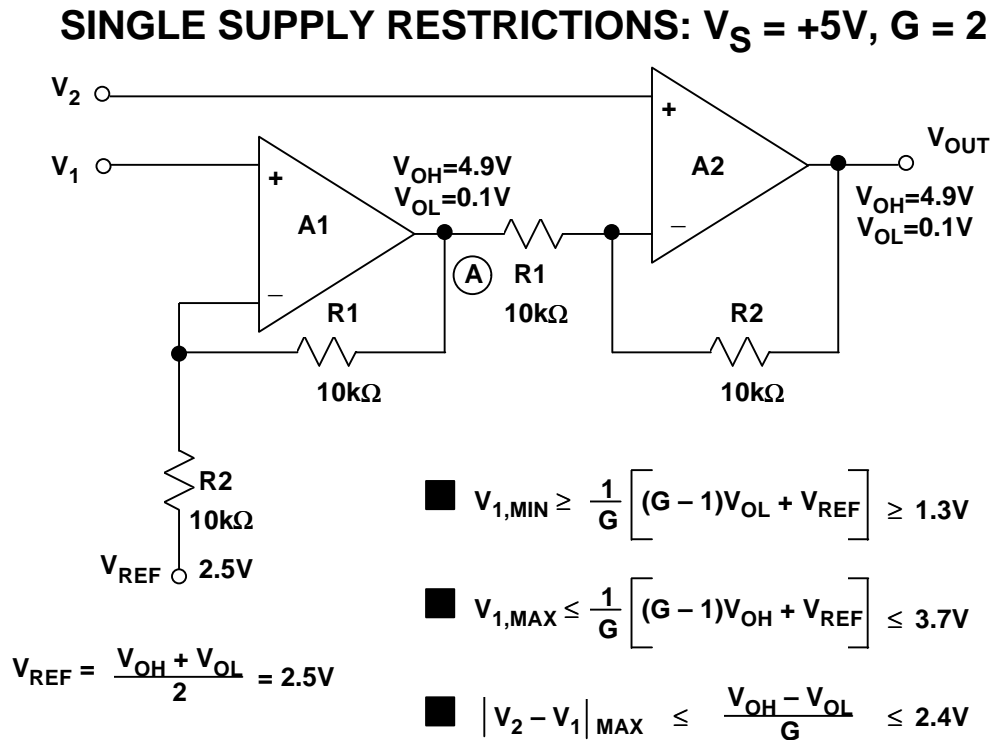 SINGLE SUPPLY RESTRICTIONS: V_S = +5V, G = 2
V_2
V_1
+
A1
–
V_OH=4.9V
V_OL=0.1V
+
A2
–
V_OUT
V_OH=4.9V
V_OL=0.1V
A
R1
10kΩ
R1
10kΩ
R2
10kΩ
R2
10kΩ
V_REF 2.5V
V_REF = (V_OH + V_OL) / 2 = 2.5V
V_1,MIN ≥ 1/G [(G – 1)V_OL + V_REF] ≥ 1.3V
V_1,MAX ≤ 1/G [(G – 1)V_OH + V_REF] ≤ 3.7V
|V_2 – V_1|_MAX ≤ (V_OH – V_OL) / G ≤ 2.4V